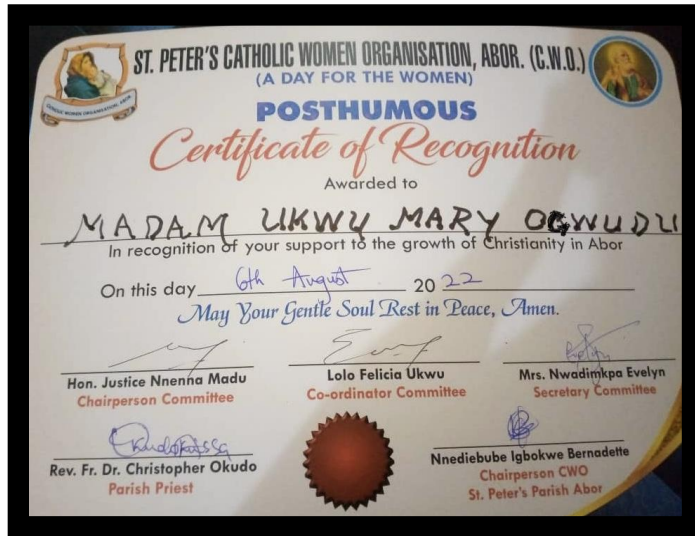 ST. PETER'S CATHOLIC WOMEN ORGANISATION, ABOR. (C.W.O.)
(A DAY FOR THE WOMEN)
CATHOLIC WOMEN ORGANISATION, ABOR
POSTHUMOUS
Certificate of Recognition
Awarded to
MADAM UKWU MARY OGWUDU
In recognition of your support to the growth of Christianity in Abor
On this day 6th August 2022
May Your Gentle Soul Rest in Peace, Amen.
Hon. Justice Nnenna Madu
Chairperson Committee
Lolo Felicia Ukwu
Co-ordinator Committee
Mrs. Nwadimkpa Evelyn
Secretary Committee
Rev. Fr. Dr. Christopher Okudo
Parish Priest
Nnediebube Igbokwe Bernadette
Chairperson CWO
St. Peter's Parish Abor